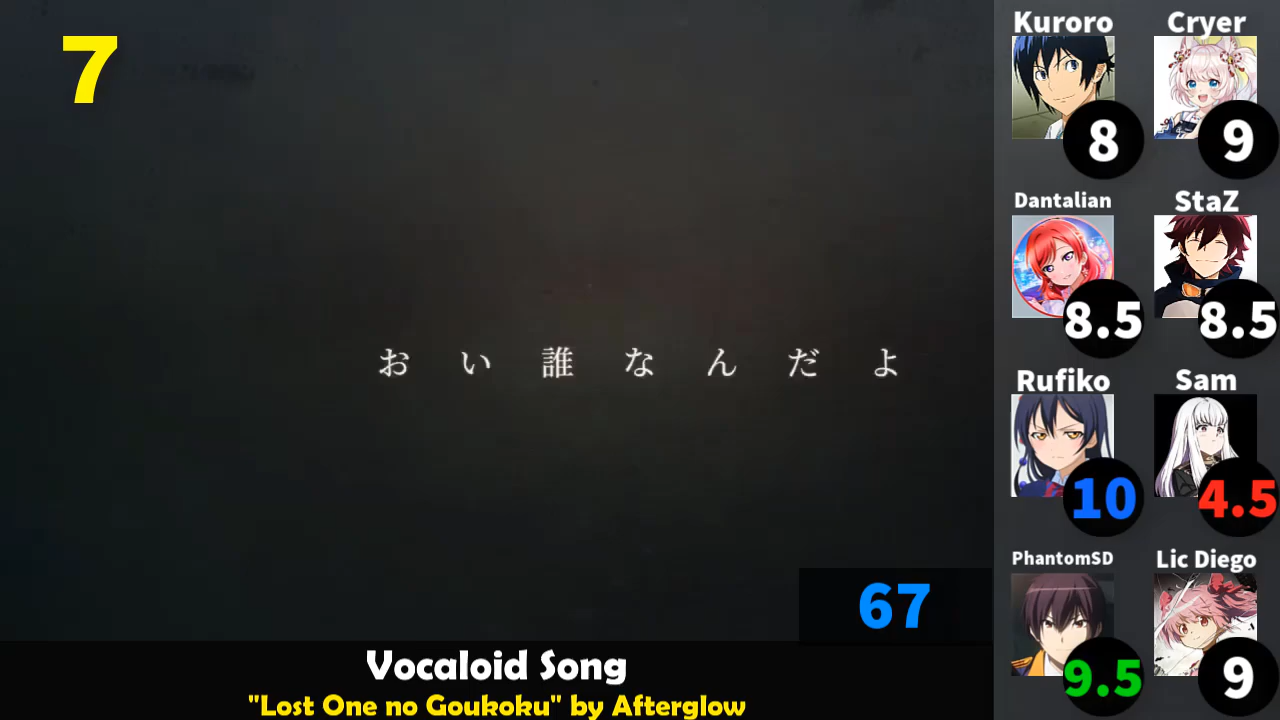 7
おい誰なんだよ
67
Vocaloid Song
"Lost One no Goukoku" by Afterglow
Kuroro
8
Cryer
9
Dantalian
8.5
StaZ
8.5
Rufiko
10
Sam
4.5
PhantomSD
9.5
Lic Diego
9